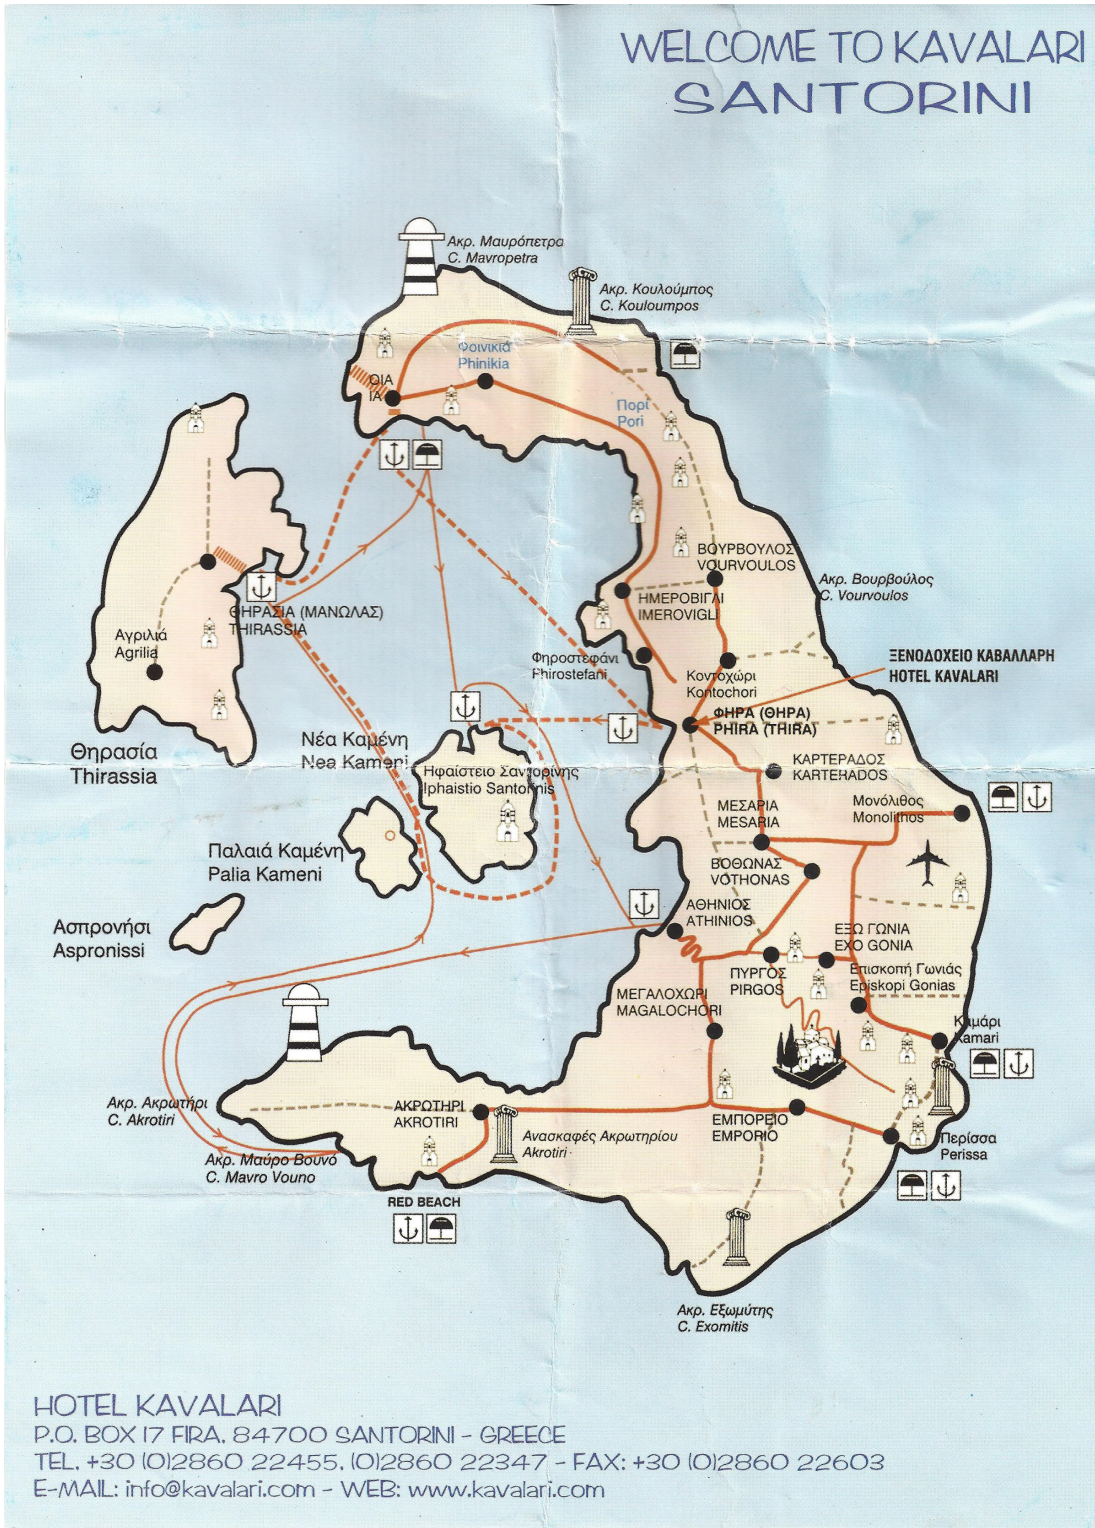 WELCOME TO KAVALARI
SANTORINI
Ακρ. Μαυρόπετρα
C. Mavropetra
Ακρ. Κουλούμπος
C. Kouloumpos
Φοινικιά
Phinikia
ΟΙΑ
IA
Πορί
Pori
ΒΟΥΡΒΟΥΛΟΣ
VOURVOULOS
Ακρ. Βουρβούλος
C. Vourvoulos
ΗΜΕΡΟΒΙΓΛΙ
IMEROVIGLI
ΘΗΡΑΣΙΑ (ΜΑΝΩΛΑΣ)
THIRASSIA
Αγριλιά
Agrilia
Φηροστεφάνι
Phirostefani
Κοντοχώρι
Kontochori
ΞΕΝΟΔΟΧΕΙΟ ΚΑΒΑΛΛΑΡΗ
HOTEL KAVALARI
ΦΗΡΑ (ΘΗΡΑ)
PHIRA (THIRA)
Θηρασία
Thirassia
Νέα Καμένη
Nea Kameni
Ηφαίστειο Σαντορίνης
Iphaistio Santorinis
ΚΑΡΤΕΡΑΔΟΣ
KARTERADOS
ΜΕΣΑΡΙΑ
MESARIA
Μονόλιθος
Monolithos
Παλαιά Καμένη
Palia Kameni
ΒΟΘΩΝΑΣ
VOTHONAS
Ασπρονήσι
Aspronissi
ΑΘΗΝΙΟΣ
ATHINIOS
ΕΞΩ ΓΩΝΙΑ
EXO GONIA
ΠΥΡΓΟΣ
PIRGOS
Επισκοπή Γωνιάς
Episkopi Gonias
ΜΕΓΑΛΟΧΩΡΙ
MAGALOCHORI
Καμάρι
Kamari
Ακρ. Ακρωτήρι
C. Akrotiri
ΑΚΡΩΤΗΡΙ
AKROTIRI
Ανασκαφές Ακρωτηρίου
Akrotiri
ΕΜΠΟΡΕΙΟ
EMPORIO
Περίσσα
Perissa
Ακρ. Μαύρο Βουνό
C. Mavro Vouno
RED BEACH
Ακρ. Εξωμύτης
C. Exomitis
HOTEL KAVALARI
P.O. BOX 17 FIRA, 84700 SANTORINI - GREECE
TEL. +30 (0)2860 22455, (0)2860 22347 - FAX: +30 (0)2860 22603
E-MAIL: info@kavalari.com - WEB: www.kavalari.com